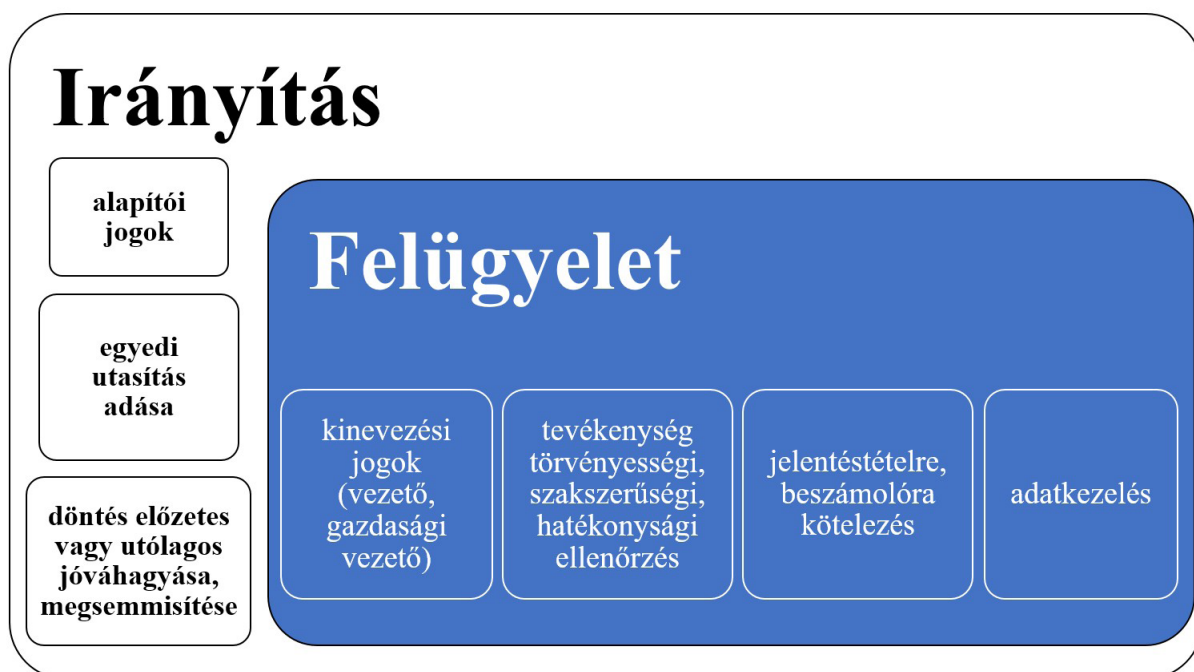 Irányítás
alapítói
jogok
egyedi
utasítás
adása
döntés előzetes
vagy utólagos
jóváhagyása,
megsemmisítése
Felügyelet
kinevezési
jogok
(vezető,
gazdasági
vezető)
tevékenység
törvényességi,
szakszerűségi,
hatékonysági
ellenőrzés
jelentéstételre,
beszámolóra
kötelezés
adatkezelés